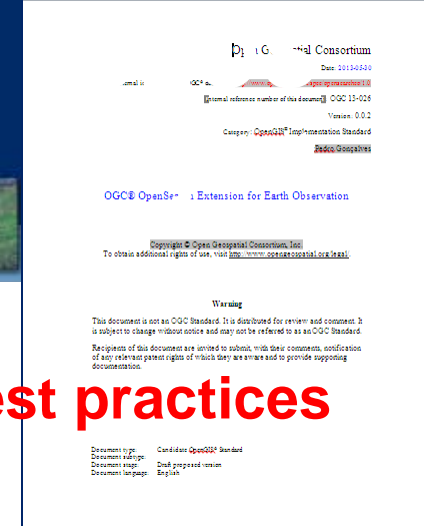 Consortium
Date: 2013-05-30
Internal reference number of this document: OGC 13-026
Version: 0.0.2
Category: OpenGIS® Implementation Standard
Pedro Gonçalves
OGC® Extension for Earth Observation
Copyright © Open Geospatial Consortium, Inc.
To obtain additional rights of use, visit http://www.opengeospatial.org/legal/.
Warning
This document is not an OGC Standard. It is distributed for review and comment. It
is subject to change without notice and may not be referred to as an OGC Standard.
Recipients of this document are invited to submit, with their comments, notification
of any relevant patent rights of which they are aware and to provide supporting
documentation.
est practices
Document type: Candidate OpenGIS® Standard
Document subtype:
Document stage: Draft proposed version
Document language: English